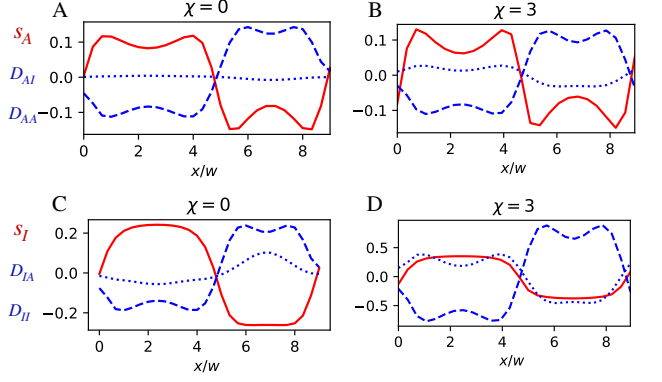 A χ = 0
B χ = 3
s_A
D_AI
D_AA
0.1
0.0
−0.1
0 2 4 6 8
x/w
0.1
0.0
−0.1
0 2 4 6 8
x/w
C χ = 0
D χ = 3
s_I
D_IA
D_II
0.2
0.0
−0.2
0 2 4 6 8
x/w
0.5
0.0
−0.5
0 2 4 6 8
x/w